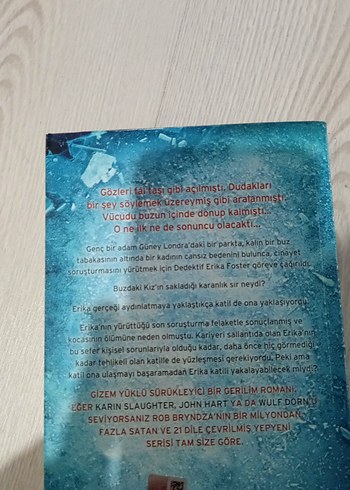 Gözleri fal taşı gibi açılmıştı, Dudakları
bir şey söylemek üzereymiş gibi aralanmıştı.
Vücudu buzun içinde donup kalmıştı...
O ne ilk ne de sonuncu olacaktı...
Genç bir adam Güney Londra'daki bir parkta, kalın bir buz
tabakasının altında bir kadının cansız bedenini bulunca, cinayet
soruşturmasını yürütmek için Dedektif Erika Foster göreve çağırıldı.
Buzdaki Kız'ın sakladığı karanlık sır neydi?
Erika gerçeği aydınlatmaya yaklaştıkça katil de ona yaklaşıyordu.
Erika'nın yürüttüğü son soruşturma felaketle sonuçlanmış ve
kocasının ölümüne neden olmuştu. Kariyeri sallantıda olan Erika'nın
bu sefer kişisel sorunlarıyla olduğu kadar, daha önce hiç görmediği
kadar tehlikeli olan katille de yüzleşmesi gerekiyordu. Peki ama
katil ona ulaşmayı başaramadan Erika katili yakalayabilecek miydi?
GİZEM YÜKLÜ SÜRÜKLEYİCİ BİR GERİLİM ROMANI.
EĞER KARIN SLAUGHTER, JOHN HART YA DA WULF DORN'U
SEVİYORSANIZ ROB BRYNDZA'NIN BİR MİLYONDAN
FAZLA SATAN VE 21 DİLE ÇEVRİLMİŞ YEPYENİ
SERİSİ TAM SİZE GÖRE.